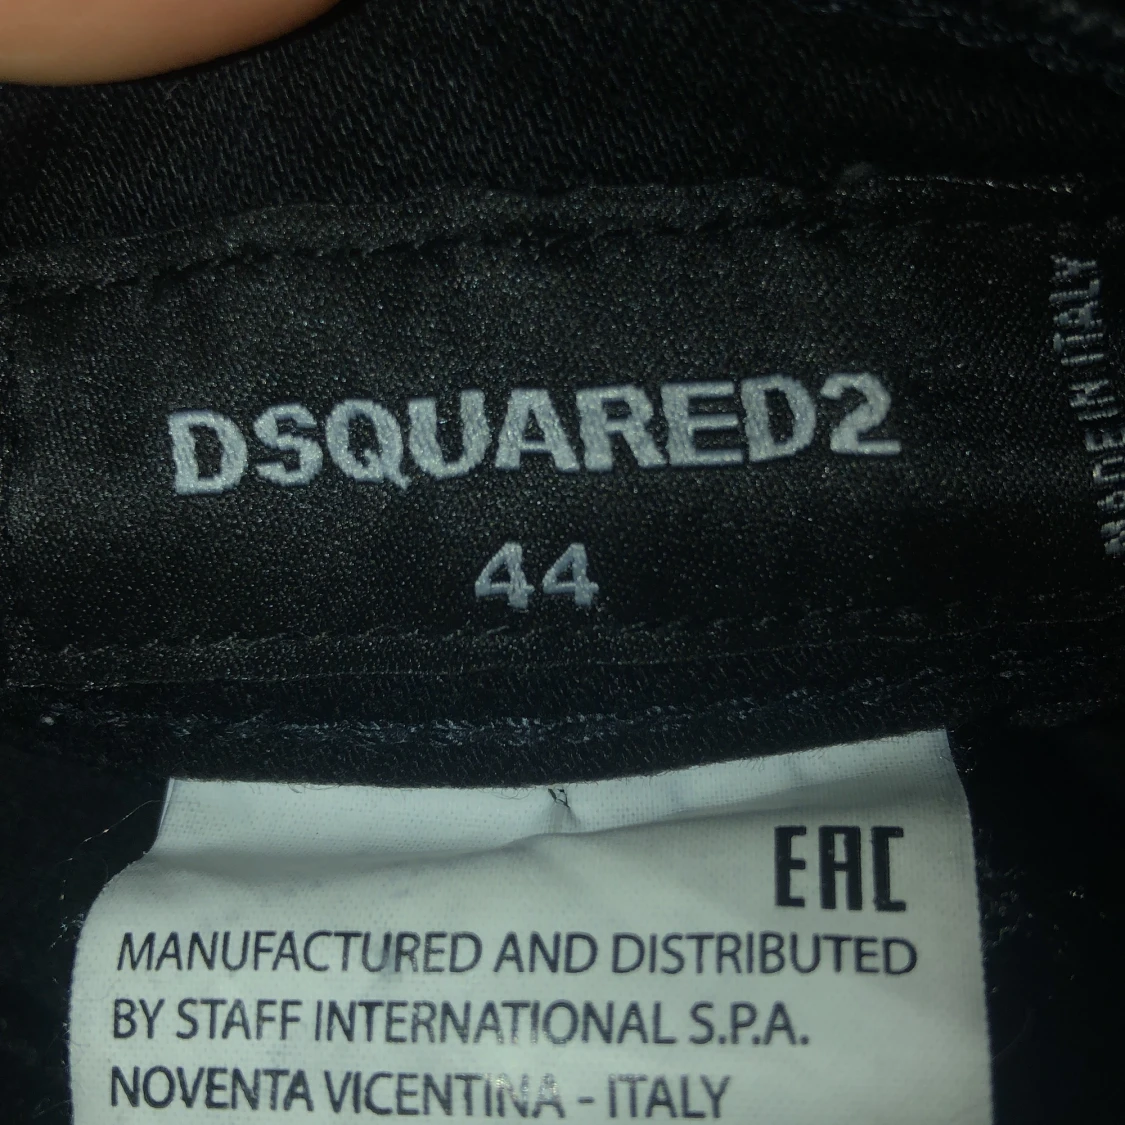 DSQUARED2
44
MADE IN ITALY
EAC
MANUFACTURED AND DISTRIBUTED
BY STAFF INTERNATIONAL S.P.A.
NOVENTA VICENTINA - ITALY